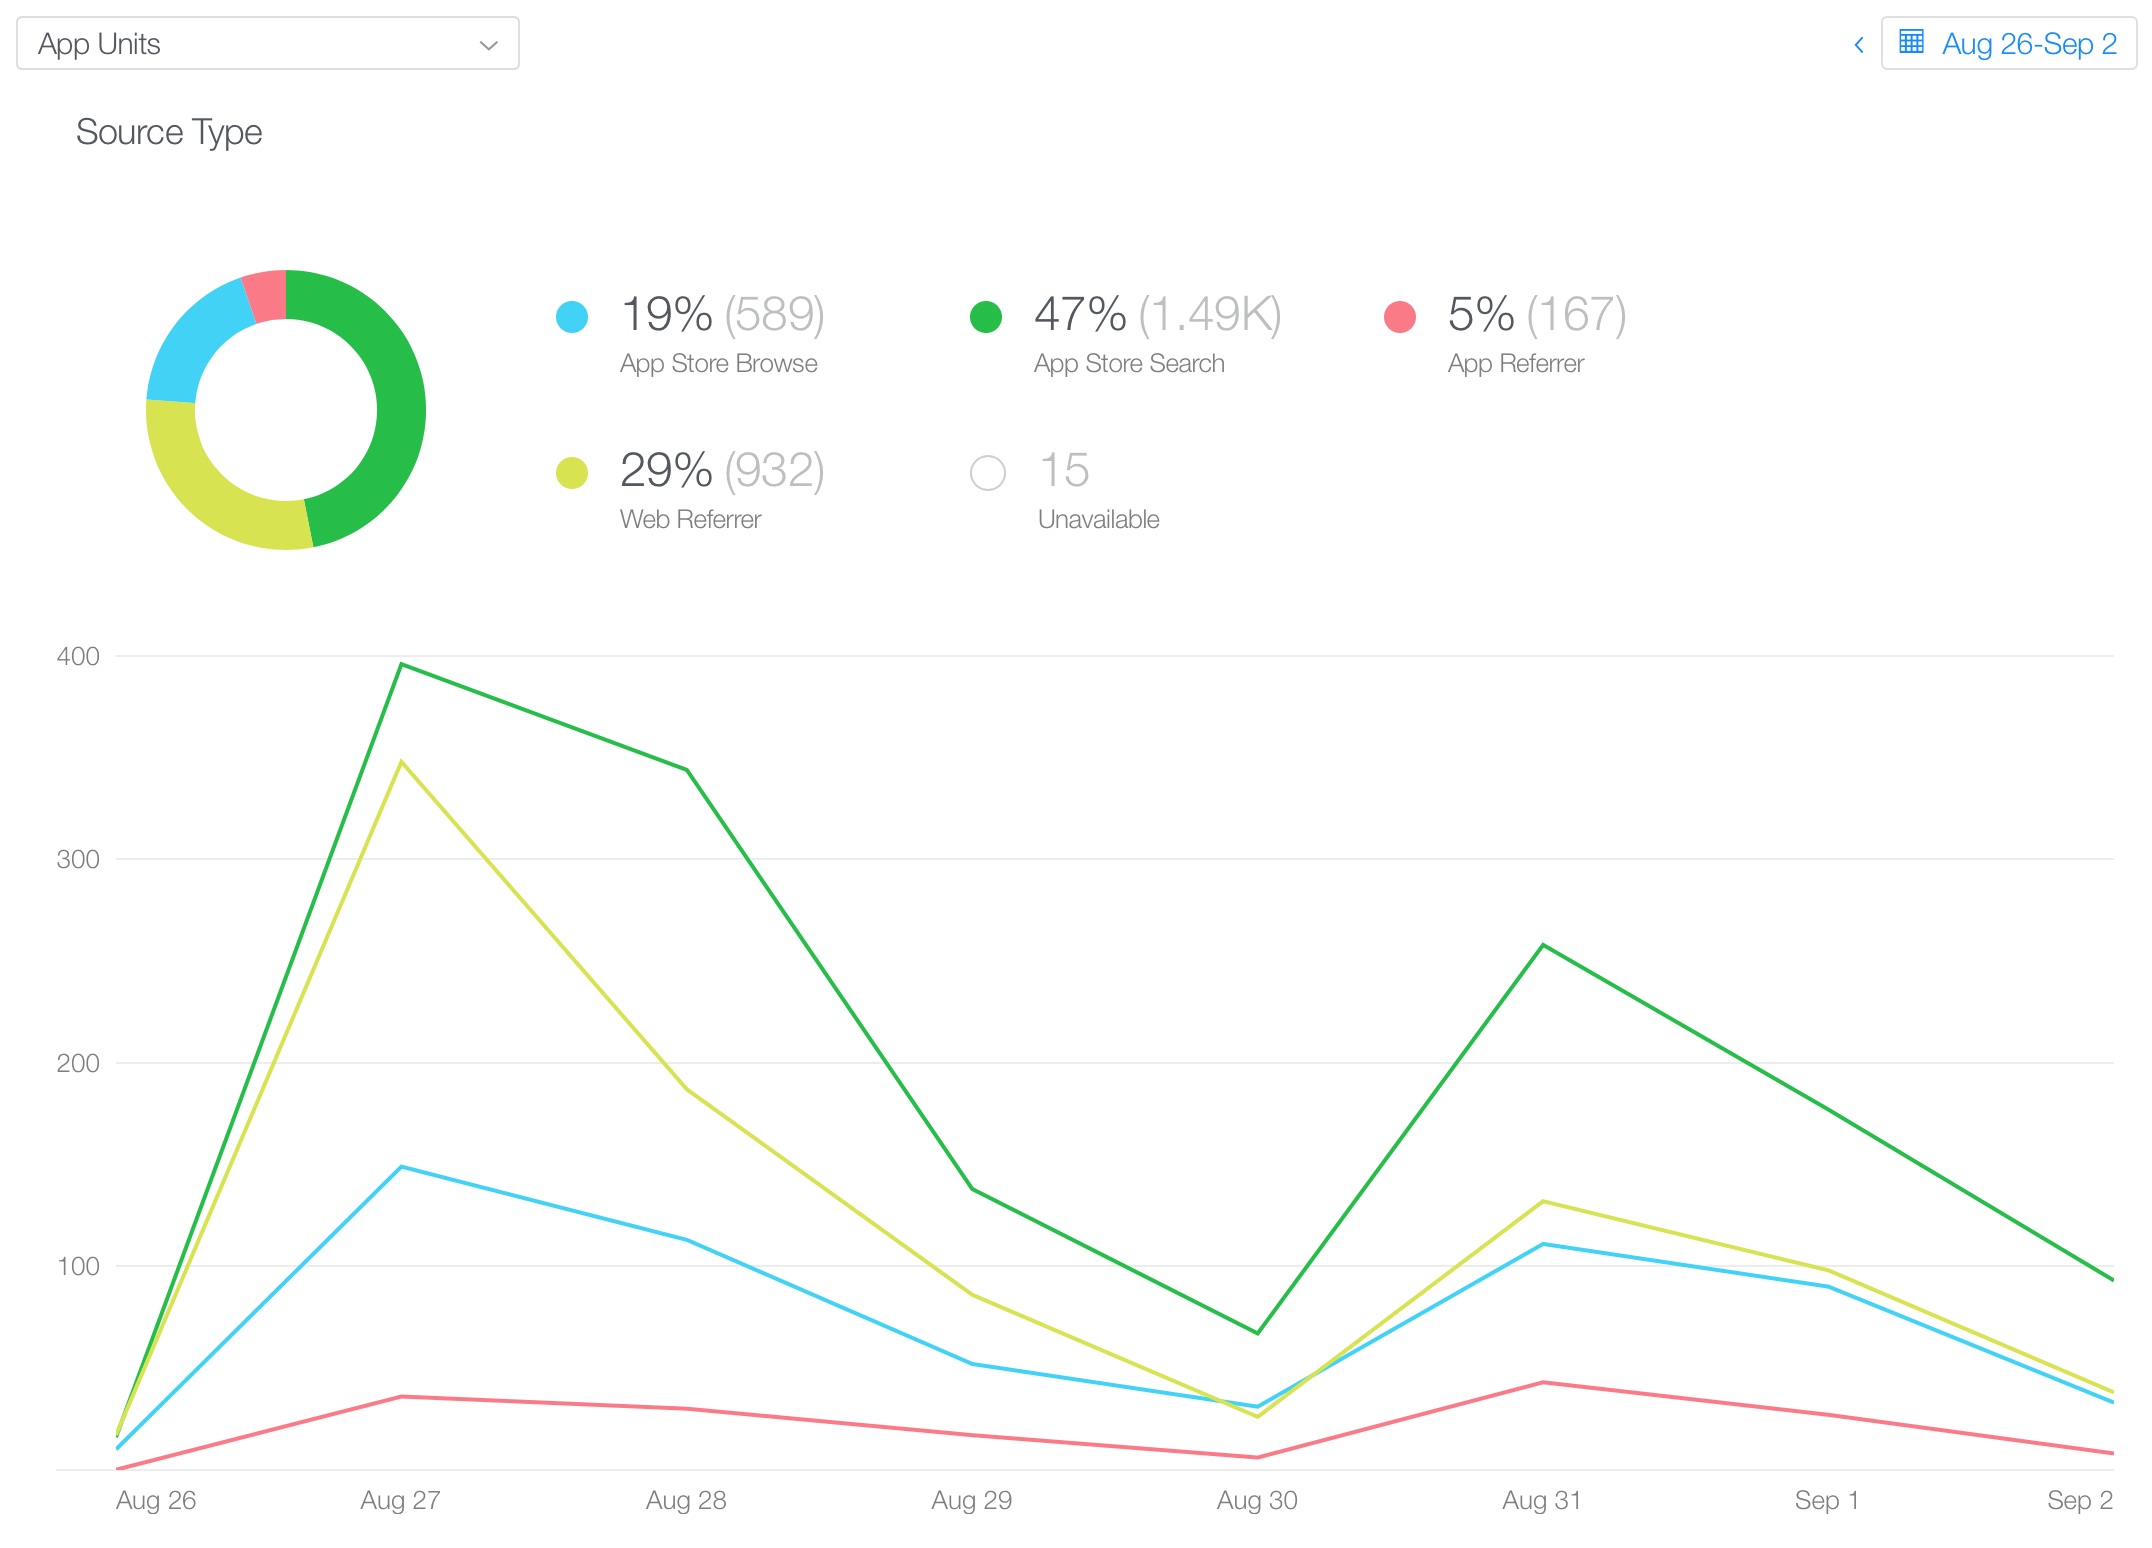 App Units
Aug 26-Sep 2
Source Type
19% (589)
App Store Browse
47% (1.49K)
App Store Search
5% (167)
App Referrer
29% (932)
Web Referrer
15
Unavailable
400
300
200
100
Aug 26 Aug 27 Aug 28 Aug 29 Aug 30 Aug 31 Sep 1 Sep 2